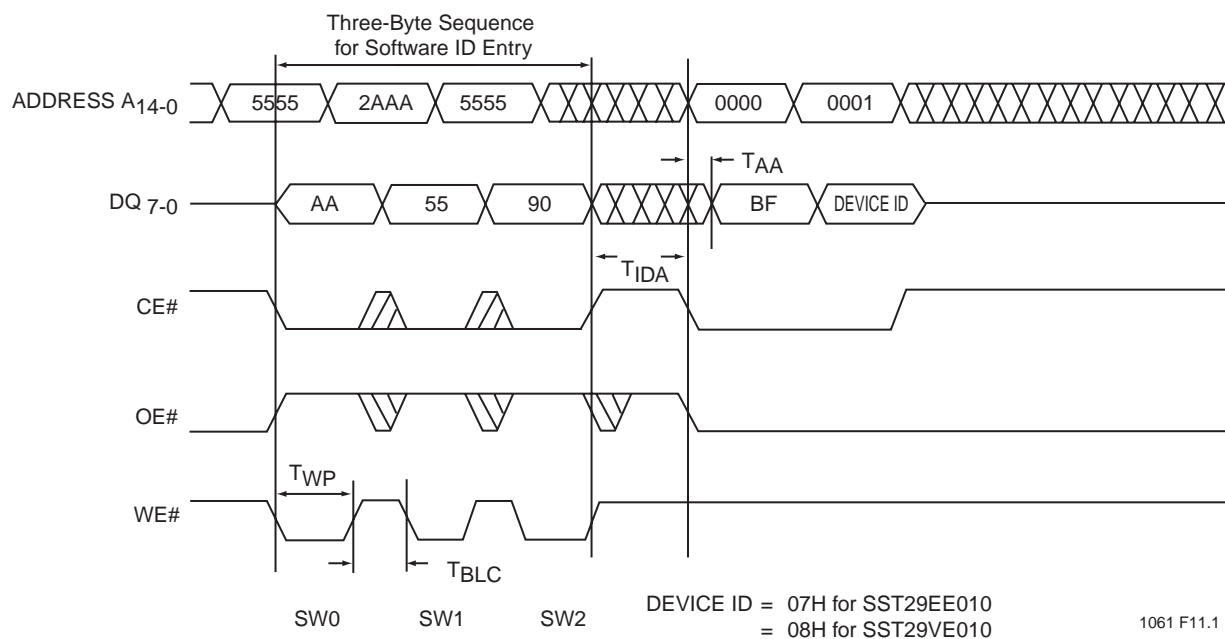 Three-Byte Sequence
for Software ID Entry
ADDRESS A14-0
5555
2AAA
5555
0000
0001
TAA
DQ 7-0
AA
55
90
BF
DEVICE ID
TIDA
CE#
OE#
TWP
WE#
TBLC
SW0
SW1
SW2
DEVICE ID = 07H for SST29EE010
= 08H for SST29VE010
1061 F11.1